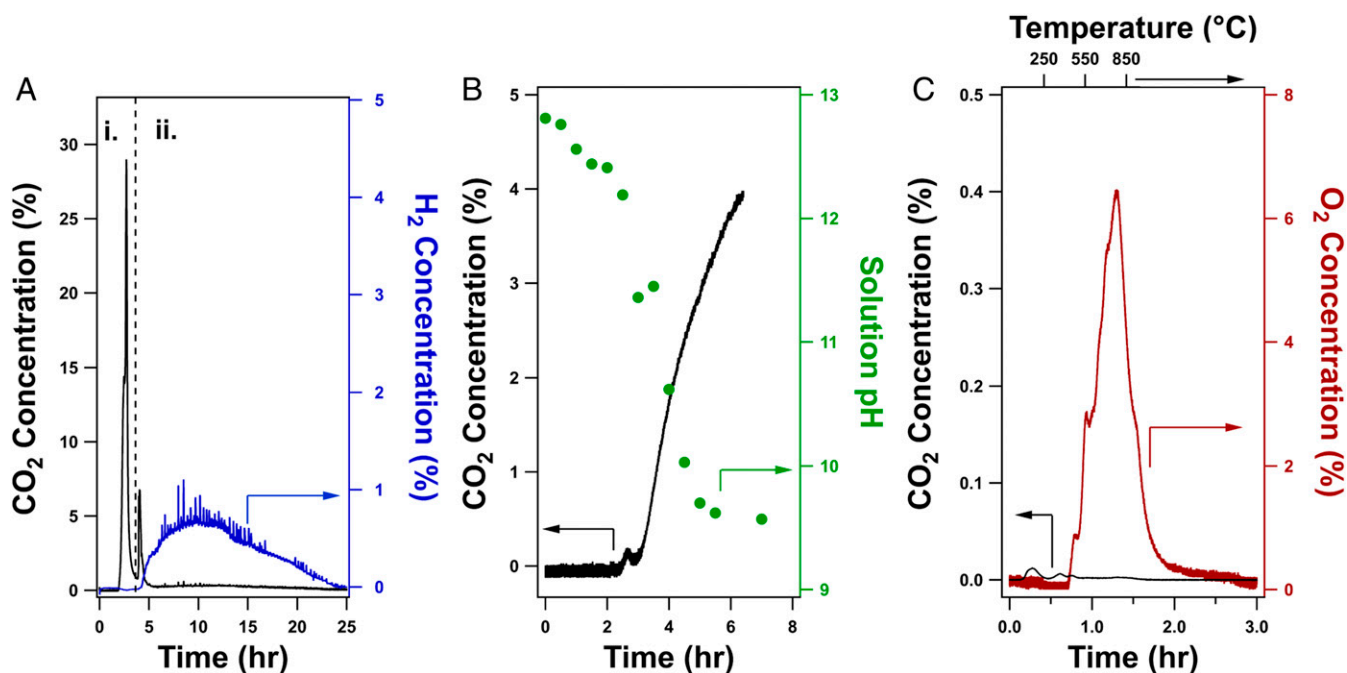 A
i.
ii.
CO2 Concentration (%)
30
25
20
15
10
5
0
H2 Concentration (%)
5
4
3
2
1
0
0 5 10 15 20 25
Time (hr)
B
CO2 Concentration (%)
5
4
3
2
1
0
Solution pH
13
12
11
10
9
0 2 4 6 8
Time (hr)
C
Temperature (°C)
250 550 850
CO2 Concentration (%)
0.5
0.4
0.3
0.2
0.1
0.0
O2 Concentration (%)
8
6
4
2
0
0.0 1.0 2.0 3.0
Time (hr)